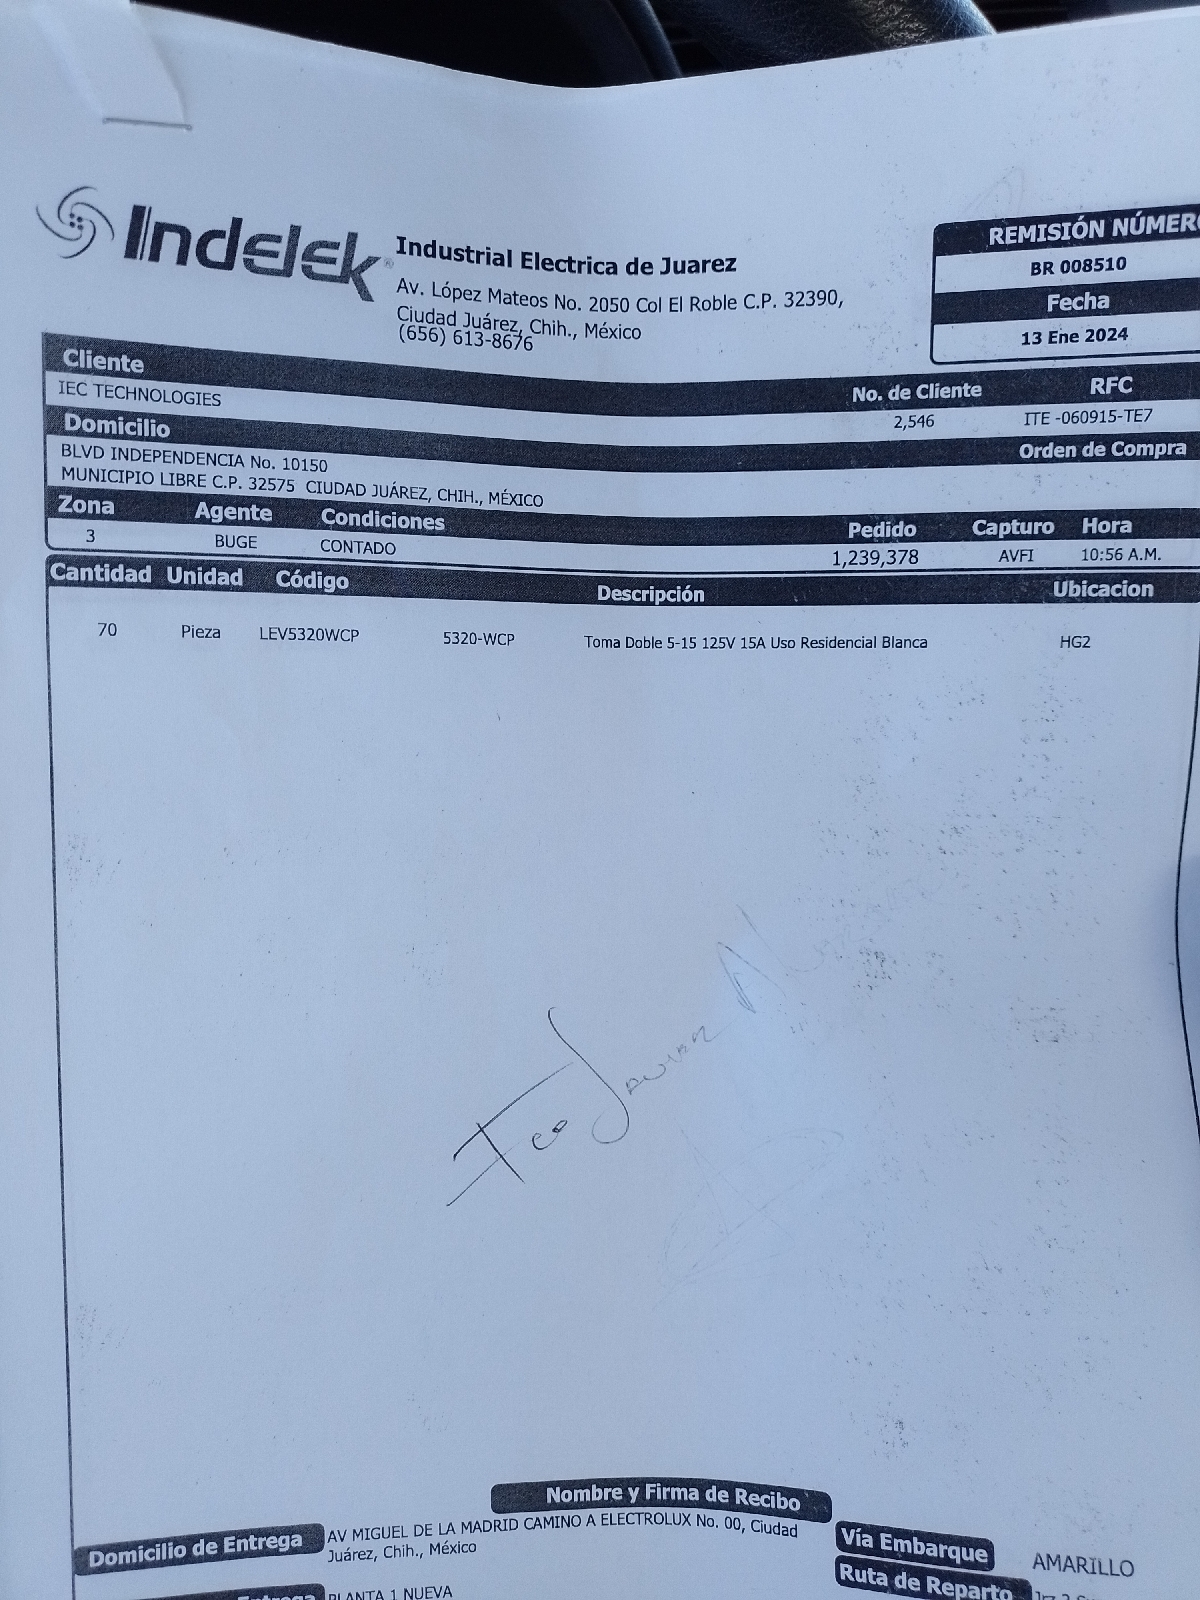 Indelek
Industrial Electrica de Juarez
Av. López Mateos No. 2050 Col El Roble C.P. 32390,
Ciudad Juárez, Chih., México
(656) 613-8676
REMISIÓN NÚMERO
BR 008510
Fecha
13 Ene 2024
Cliente No. de Cliente RFC
IEC TECHNOLOGIES 2,546 ITE -060915-TE7
Domicilio Orden de Compra
BLVD INDEPENDENCIA No. 10150
MUNICIPIO LIBRE C.P. 32575 CIUDAD JUÁREZ, CHIH., MÉXICO
Zona Agente Condiciones Pedido Capturo Hora
3 BUGE CONTADO 1,239,378 AVFI 10:56 A.M.
Cantidad Unidad Código Descripción Ubicacion
70 Pieza LEV5320WCP 5320-WCP Toma Doble 5-15 125V 15A Uso Residencial Blanca HG2
Fco Javier
Nombre y Firma de Recibo
Domicilio de Entrega AV MIGUEL DE LA MADRID CAMINO A ELECTROLUX No. 00, Ciudad
Juárez, Chih., México
Vía Embarque AMARILLO
Ruta de Reparto
PLANTA 1 NUEVA